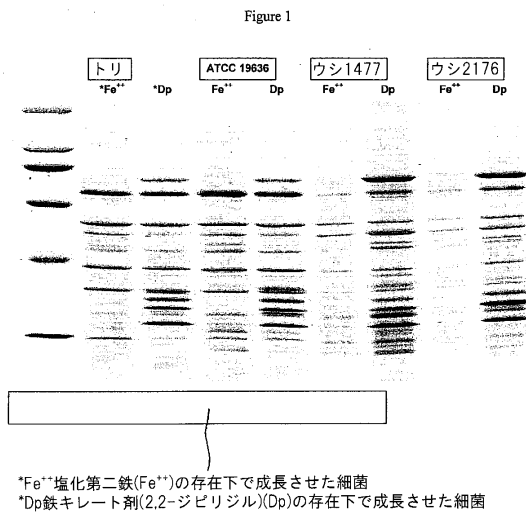 Figure 1
トリ ATCC 19636 ウシ1477 ウシ2176
*Fe⁺⁺ *Dp Fe⁺⁺ Dp Fe⁺⁺ Dp Fe⁺⁺ Dp
*Fe⁺⁺塩化第二鉄(Fe⁺⁺)の存在下で成長させた細菌
*Dp鉄キレート剤(2,2-ジピリジル)(Dp)の存在下で成長させた細菌